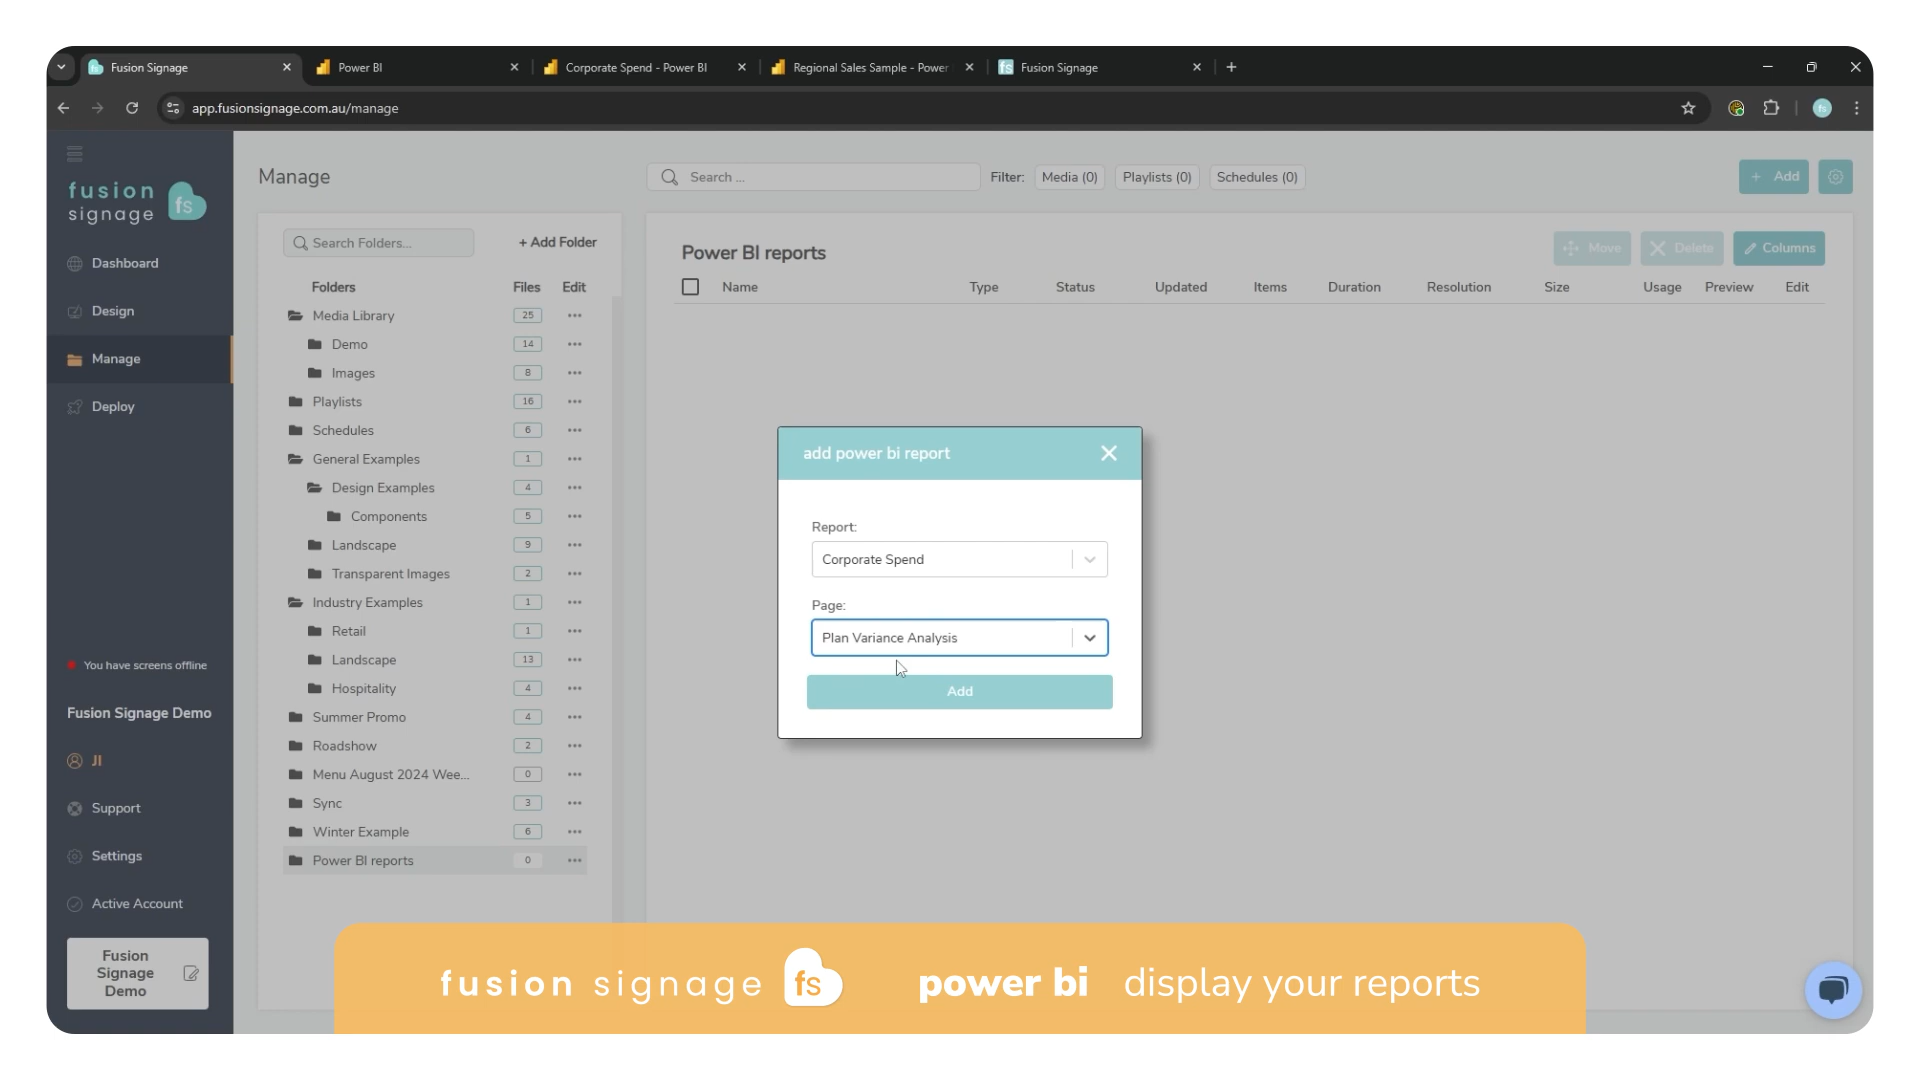 Fusion Signage
Power BI
Corporate Spend - Power BI
Regional Sales Sample - Power
Fusion Signage
app.fusionsignage.com.au/manage
fusion
signage
fs
Dashboard
Design
Manage
Deploy
You have screens offline
Fusion Signage Demo
JI
Support
Settings
Active Account
Fusion
Signage
Demo
Manage
Search ...
Filter:
Media (0)
Playlists (0)
Schedules (0)
+ Add
Search Folders...
+ Add Folder
Folders Files Edit
Media Library 25
Demo 14
Images 8
Playlists 16
Schedules 6
General Examples 1
Design Examples 4
Components 5
Landscape 9
Transparent Images 2
Industry Examples 1
Retail 1
Landscape 13
Hospitality 4
Summer Promo 4
Roadshow 2
Menu August 2024 Wee... 0
Sync 3
Winter Example 6
Power BI reports 0
Power BI reports
Move
Delete
Columns
Name Type Status Updated Items Duration Resolution Size Usage Preview Edit
add power bi report
Report:
Corporate Spend
Page:
Plan Variance Analysis
Add
fusion signage fs power bi display your reports